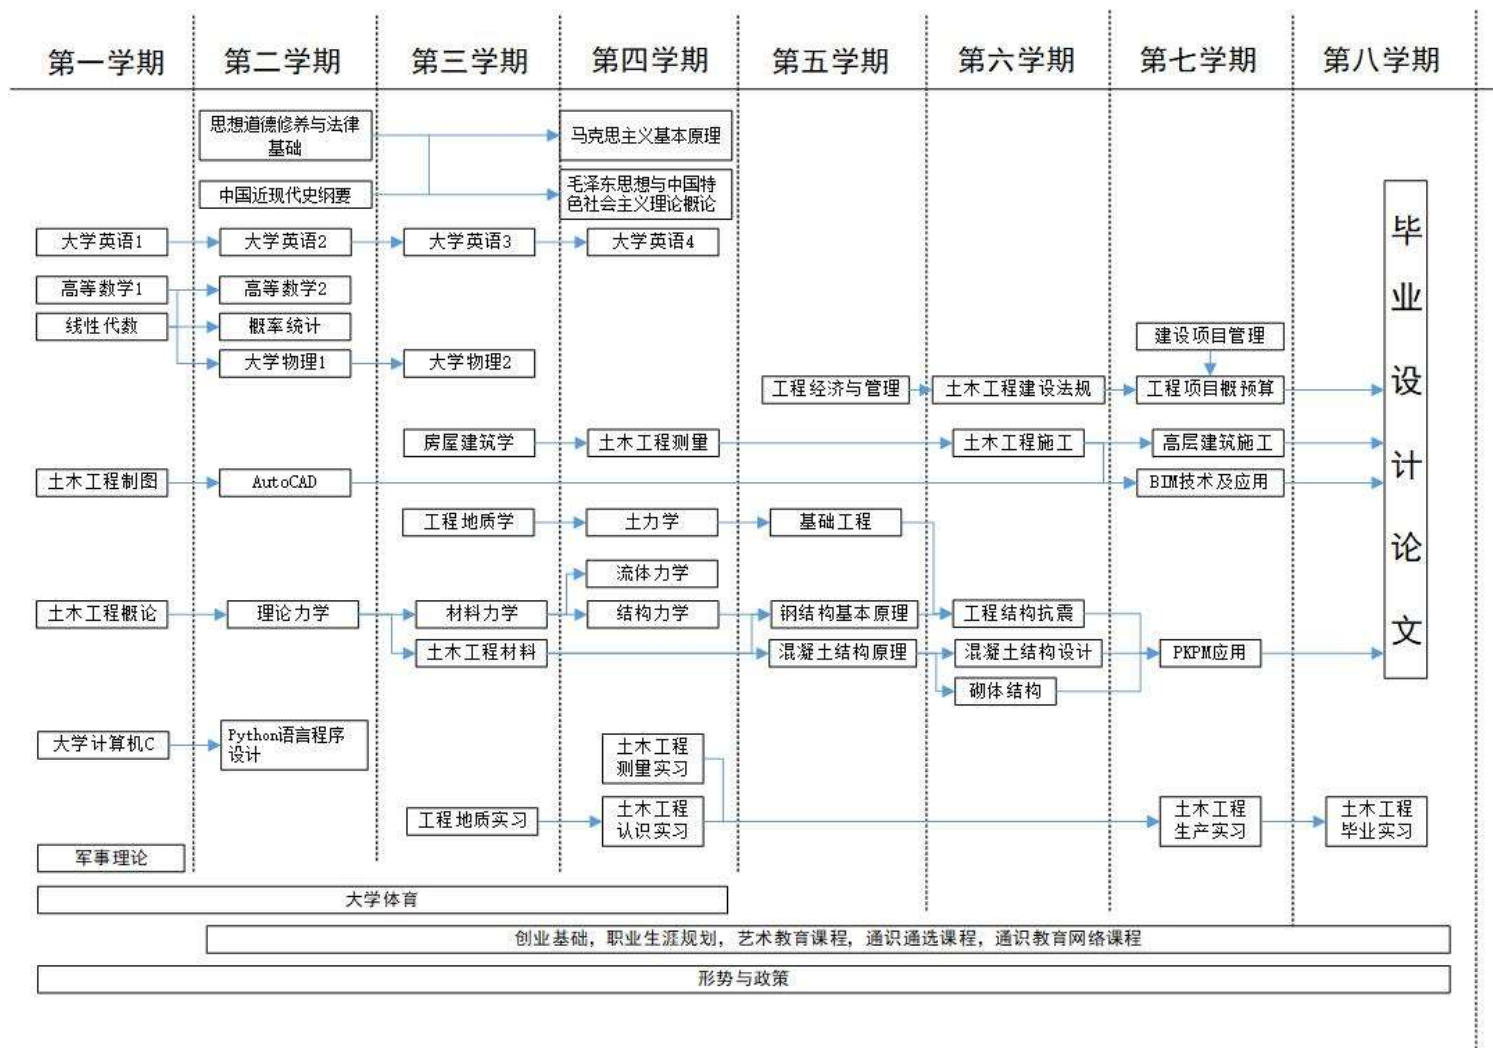 第一学期
第二学期
第三学期
第四学期
第五学期
第六学期
第七学期
第八学期
思想道德修养与法律
基础
马克思主义基本原理
中国近现代史纲要
毛泽东思想与中国特
色社会主义理论概论
大学英语1
大学英语2
大学英语3
大学英语4
高等数学1
高等数学2
线性代数
概率统计
大学物理1
大学物理2
建设项目管理
工程经济与管理
土木工程建设法规
工程项目概预算
房屋建筑学
土木工程测量
土木工程施工
高层建筑施工
土木工程制图
AutoCAD
BIM技术及应用
工程地质学
土力学
基础工程
流体力学
土木工程概论
理论力学
材料力学
结构力学
钢结构基本原理
工程结构抗震
土木工程材料
混凝土结构原理
混凝土结构设计
PKPM应用
砌体结构
毕
业
设
计
论
文
大学计算机C
Python语言程序
设计
土木工程
测量实习
工程地质实习
土木工程
认识实习
土木工程
生产实习
土木工程
毕业实习
军事理论
大学体育
创业基础，职业生涯规划，艺术教育课程，通识通选课程，通识教育网络课程
形势与政策